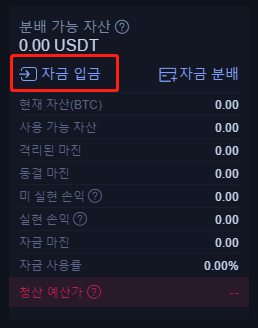 분배 가능 자산 ?
0.00 USDT
자금 입금 자금 분배
현재 자산(BTC) 0.00
사용 가능 자산 0.00
격리된 마진 0.00
동결 마진 0.00
미 실현 손익 ? 0.00
실현 손익 ? 0.00
자금 마진 0.00
자금 사용률 0.00%
청산 예산가 ? --